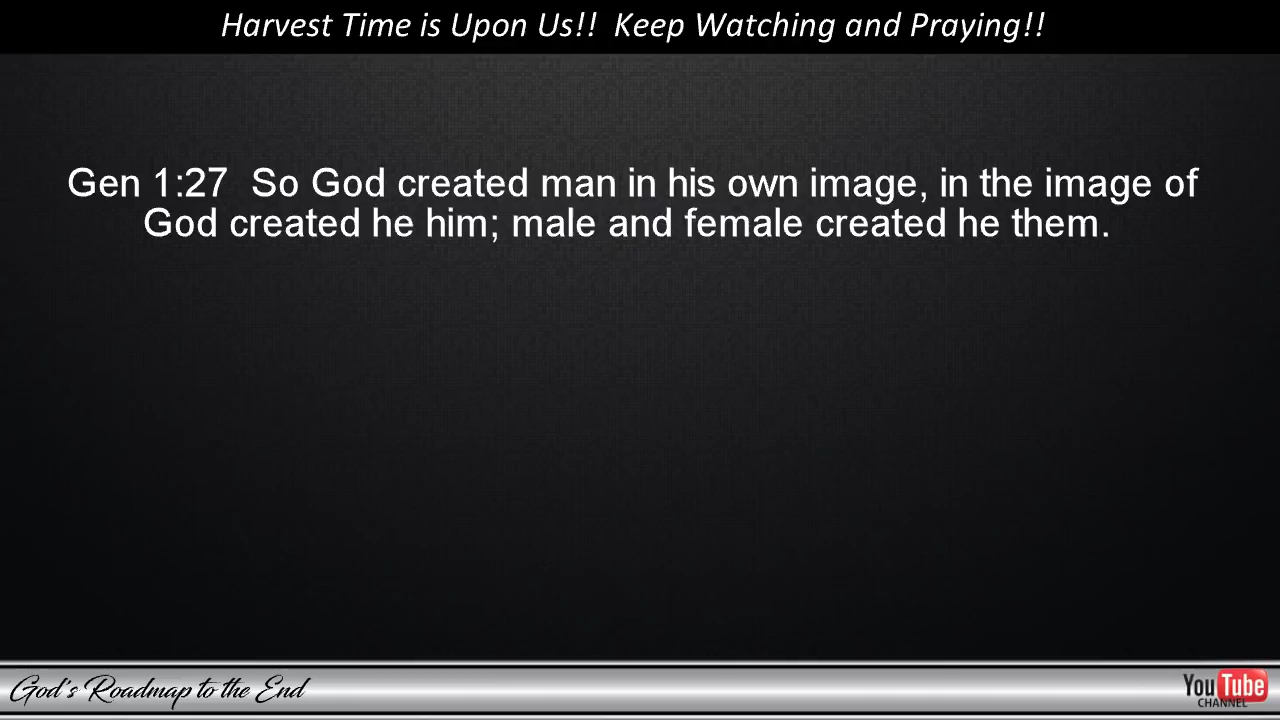 Harvest Time is Upon Us!!  Keep Watching and Praying!!
Gen 1:27  So God created man in his own image, in the image of
God created he him; male and female created he them.
God's Roadmap to the End
YouTube
CHANNEL